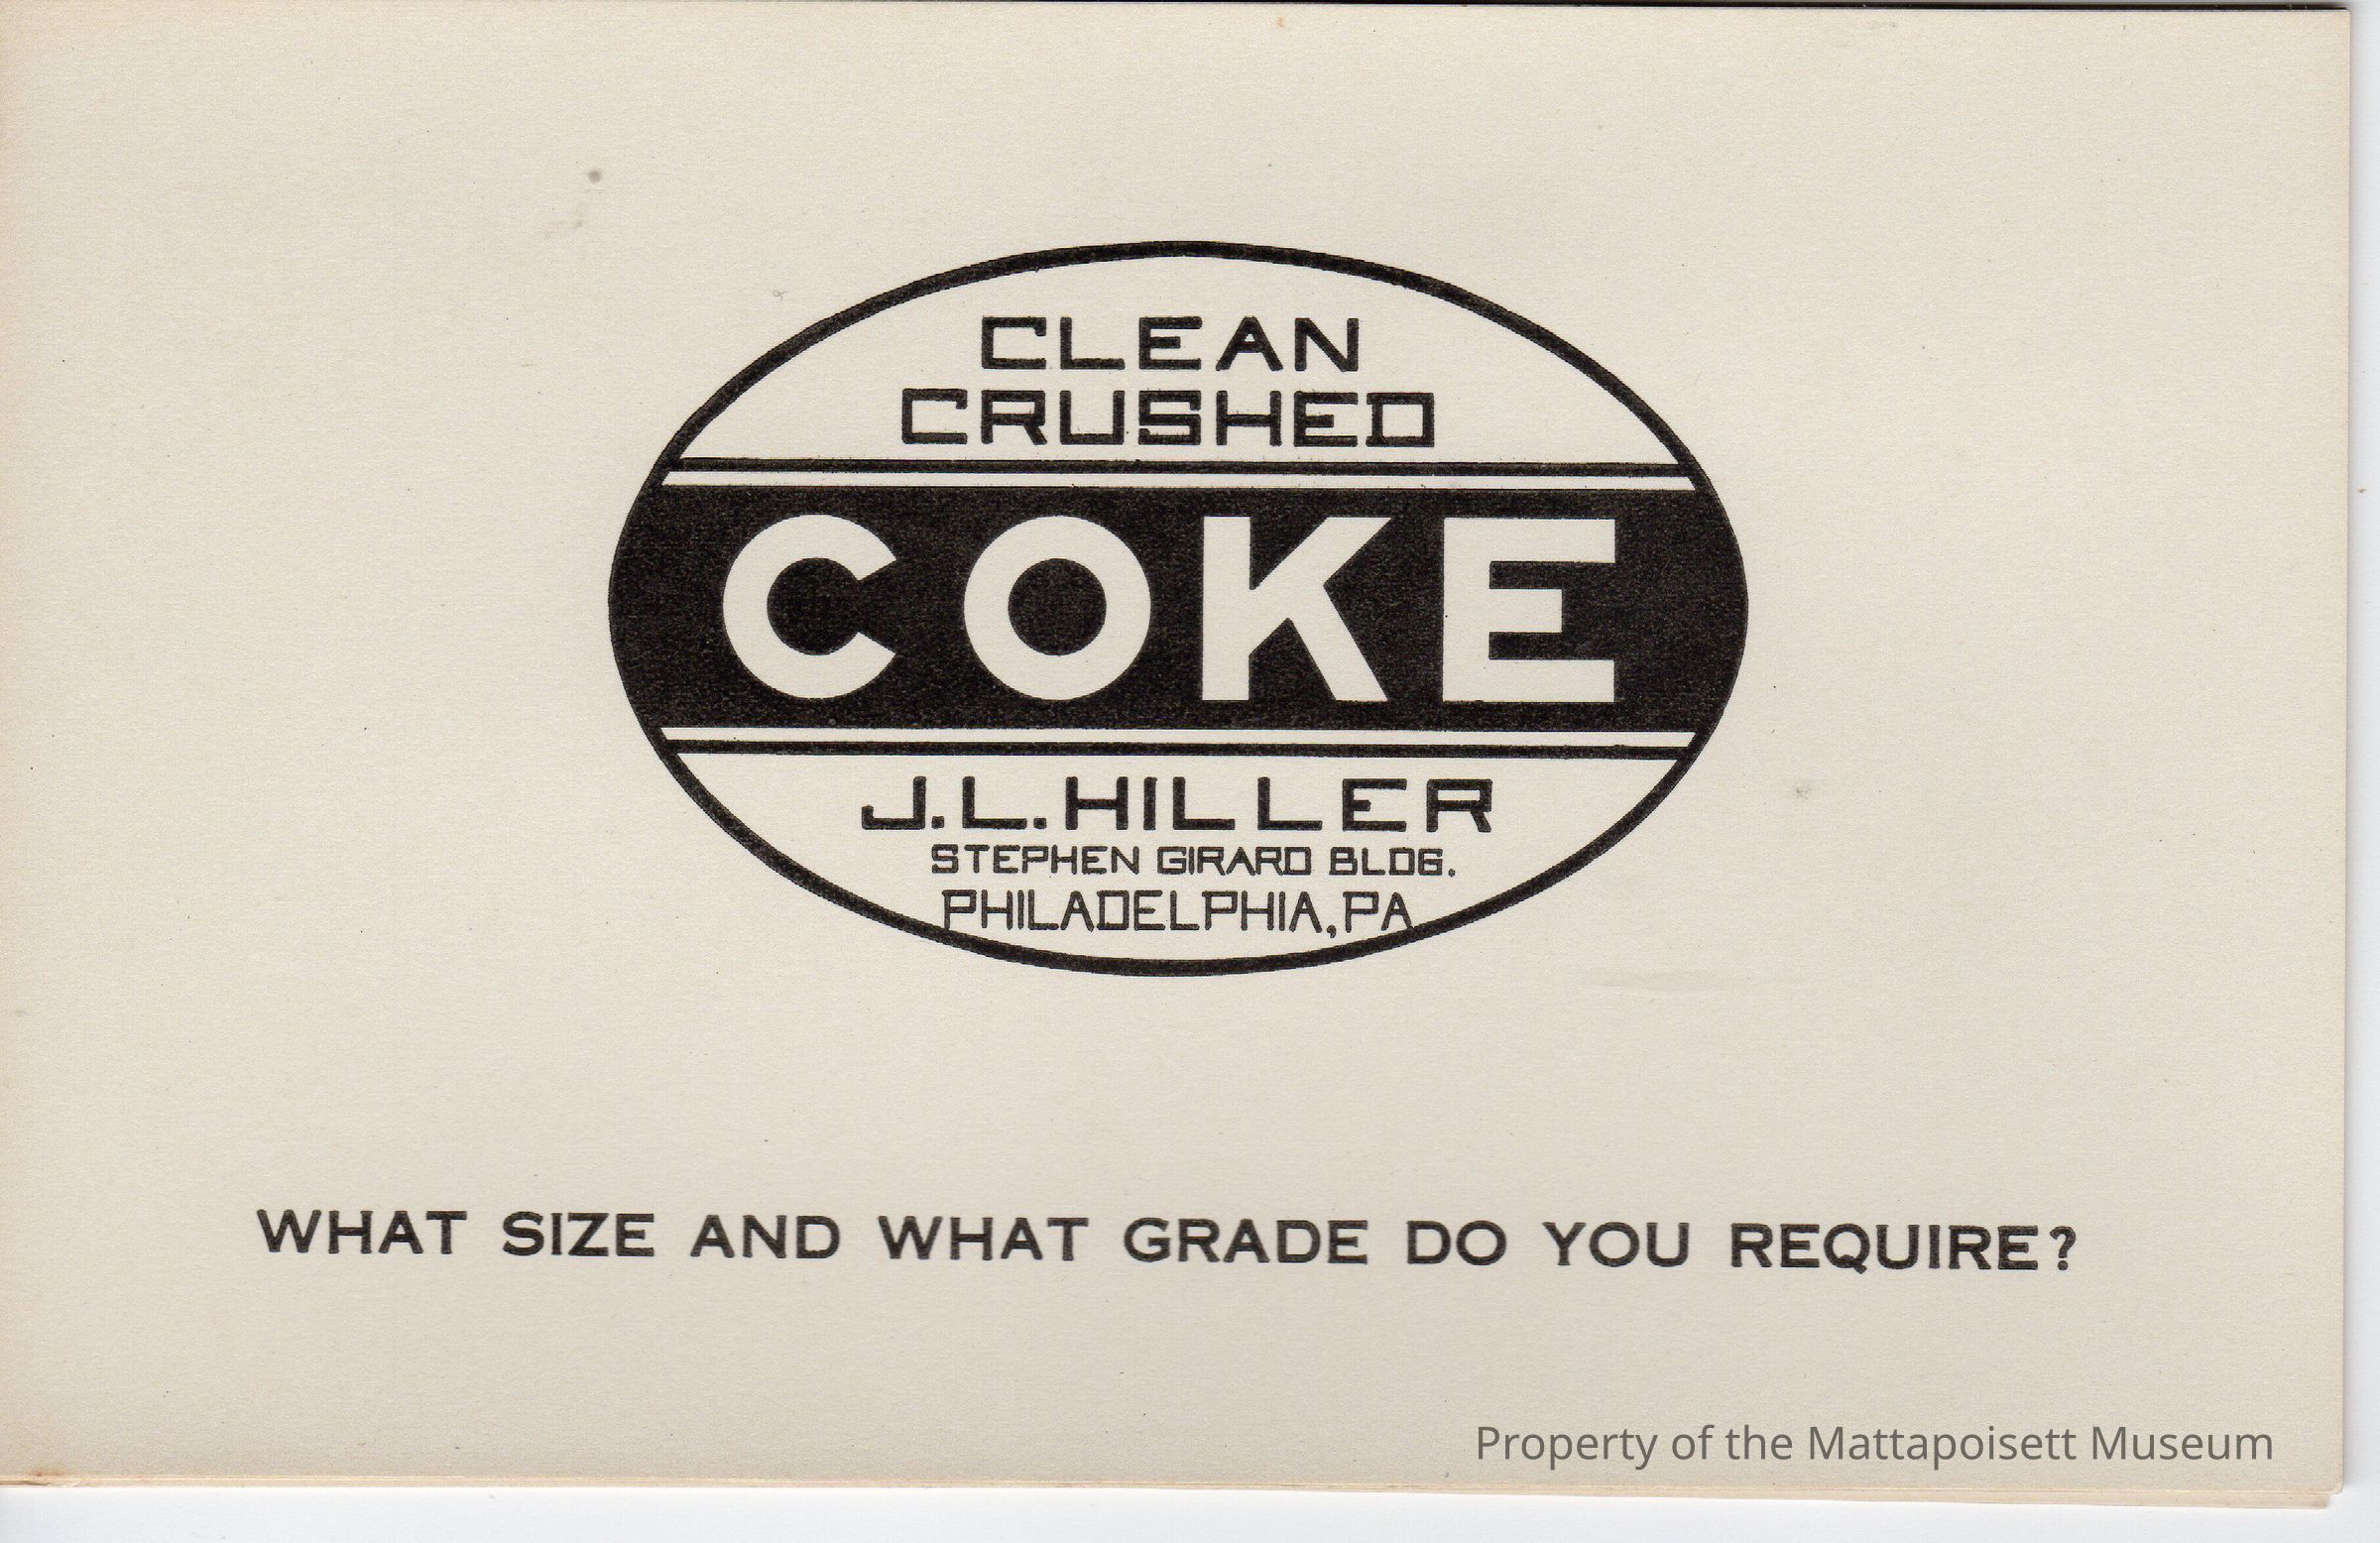 CLEAN
CRUSHED
COKE
J.L.HILLER
STEPHEN GIRARD BLDG.
PHILADELPHIA, PA
WHAT SIZE AND WHAT GRADE DO YOU REQUIRE?
Property of the Mattapoisett Museum